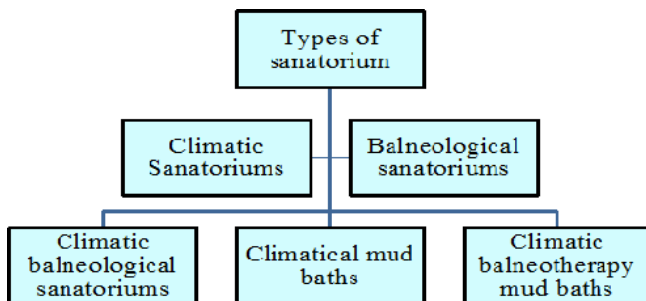 Types of
sanatorium
Climatic
Sanatoriums
Balneological
sanatoriums
Climatic
balneological
sanatoriums
Climatical mud
baths
Climatic
balneotherapy
mud baths